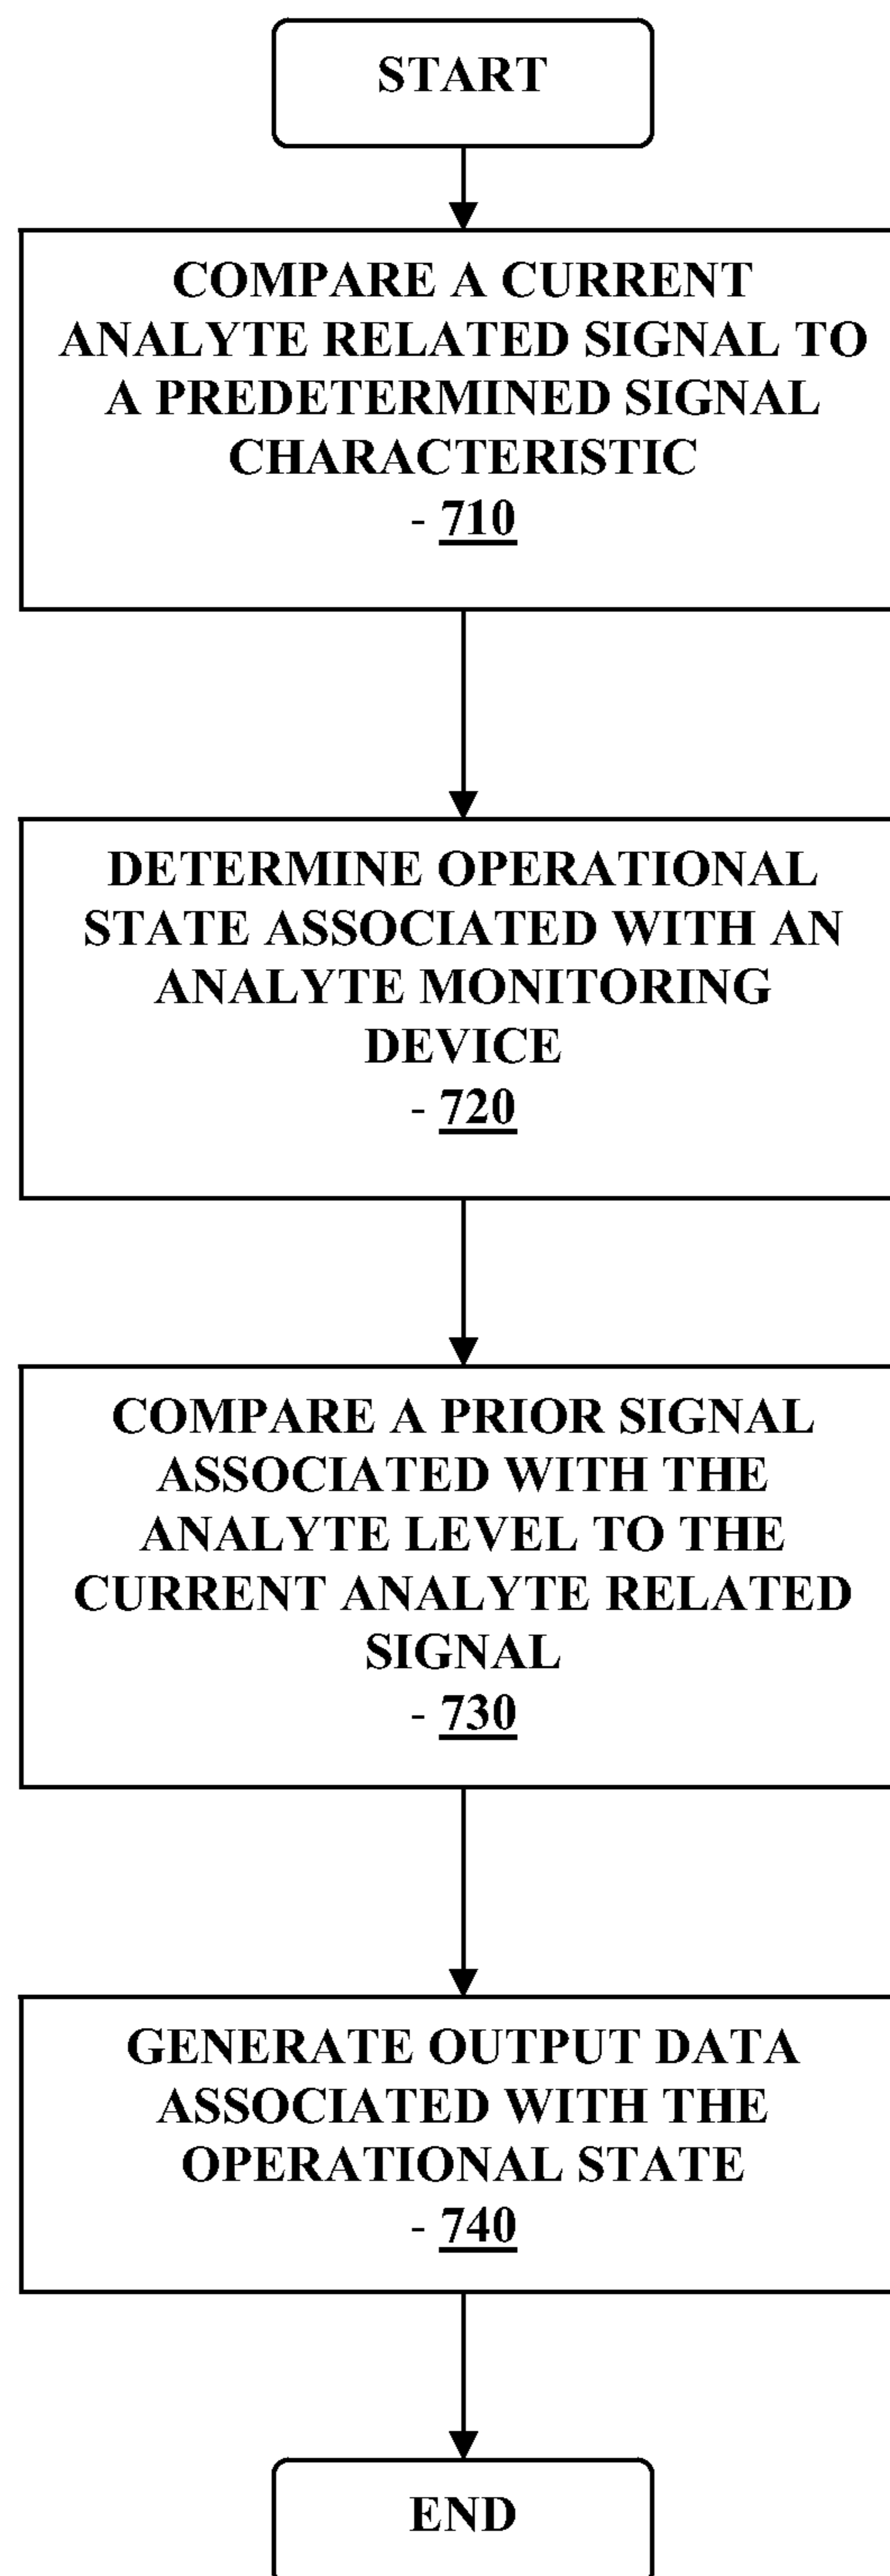 START
COMPARE A CURRENT
ANALYTE RELATED SIGNAL TO
A PREDETERMINED SIGNAL
CHARACTERISTIC
- 710
DETERMINE OPERATIONAL
STATE ASSOCIATED WITH AN
ANALYTE MONITORING
DEVICE
- 720
COMPARE A PRIOR SIGNAL
ASSOCIATED WITH THE
ANALYTE LEVEL TO THE
CURRENT ANALYTE RELATED
SIGNAL
- 730
GENERATE OUTPUT DATA
ASSOCIATED WITH THE
OPERATIONAL STATE
- 740
END